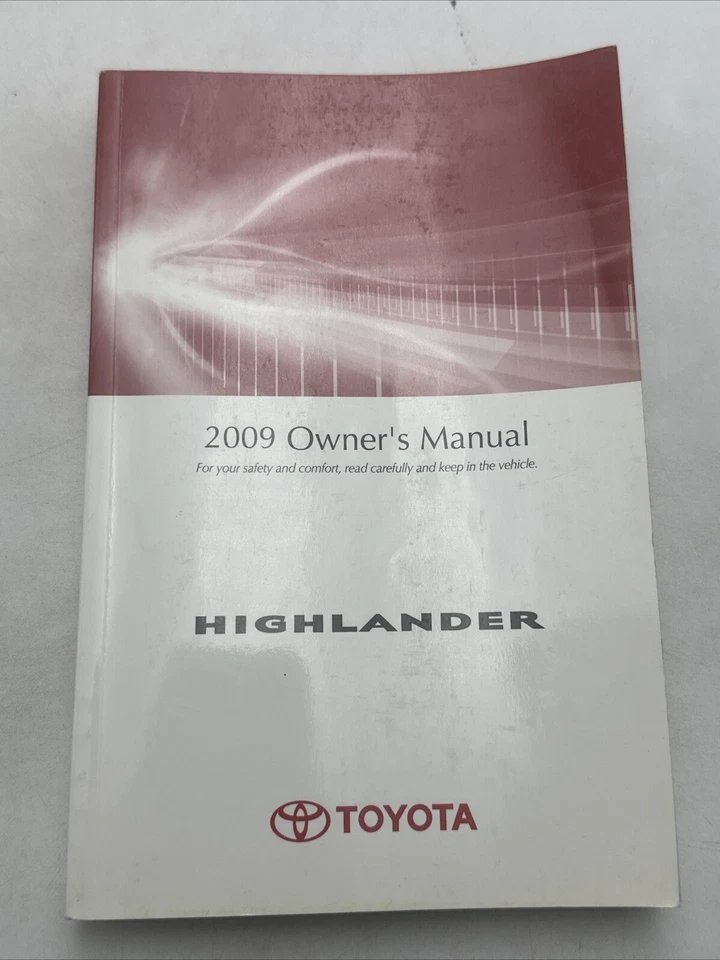 2009 Owner's Manual
For your safety and comfort, read carefully and keep in the vehicle.
HIGHLANDER
TOYOTA